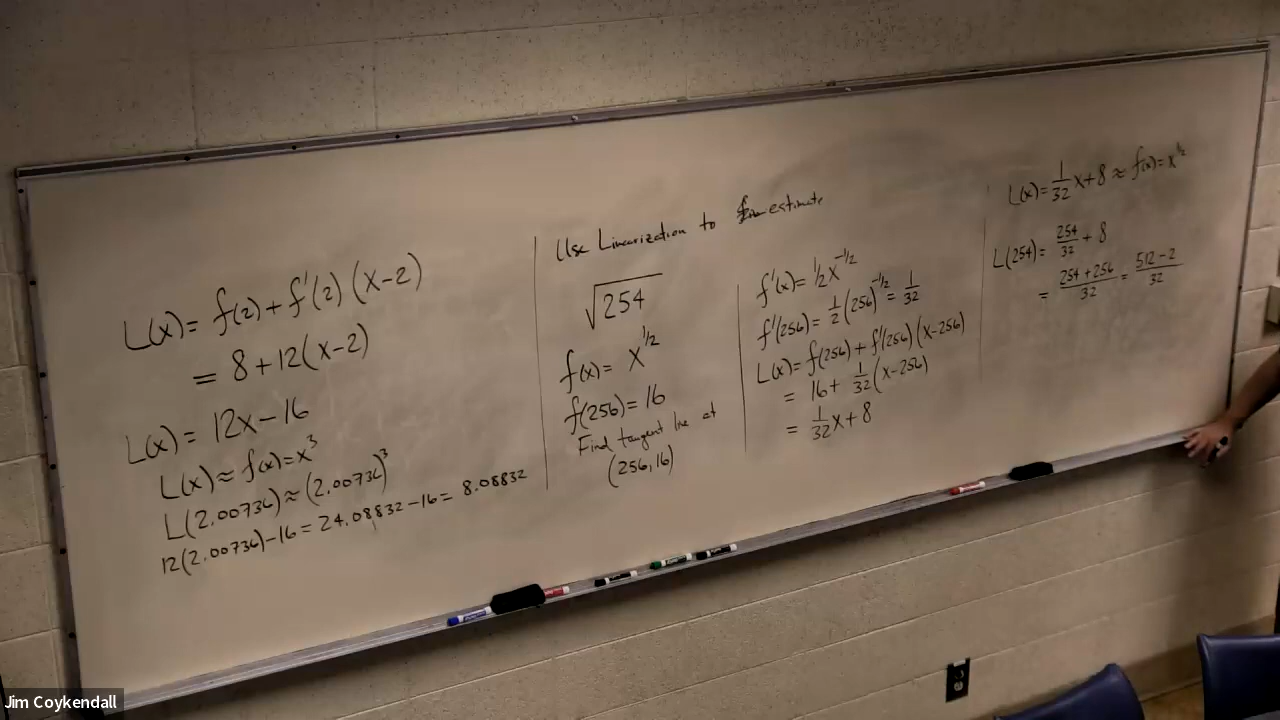 L(x) = f(2) + f'(2) (x-2)
= 8 + 12(x-2)
L(x) = 12x - 16
L(x) ≈ f(x) = x^3
L(2.00736) ≈ (2.00736)^3
12(2.00736) - 16 = 24.08832 - 16 = 8.08832
Use Linearization to estimate
√254
f(x) = x^1/2
f(256) = 16
Find tangent line at
(256, 16)
f'(x) = 1/2 x^-1/2
f'(256) = 1/2 (256)^-1/2 = 1/32
L(x) = f(256) + f'(256) (x-256)
= 16 + 1/32 (x-256)
= 1/32 x + 8
L(x) = 1/32 x + 8 ≈ f(x) = x^1/2
L(254) = 254/32 + 8
= 254 + 256/32 = 512 - 2/32
Jim Coykendall